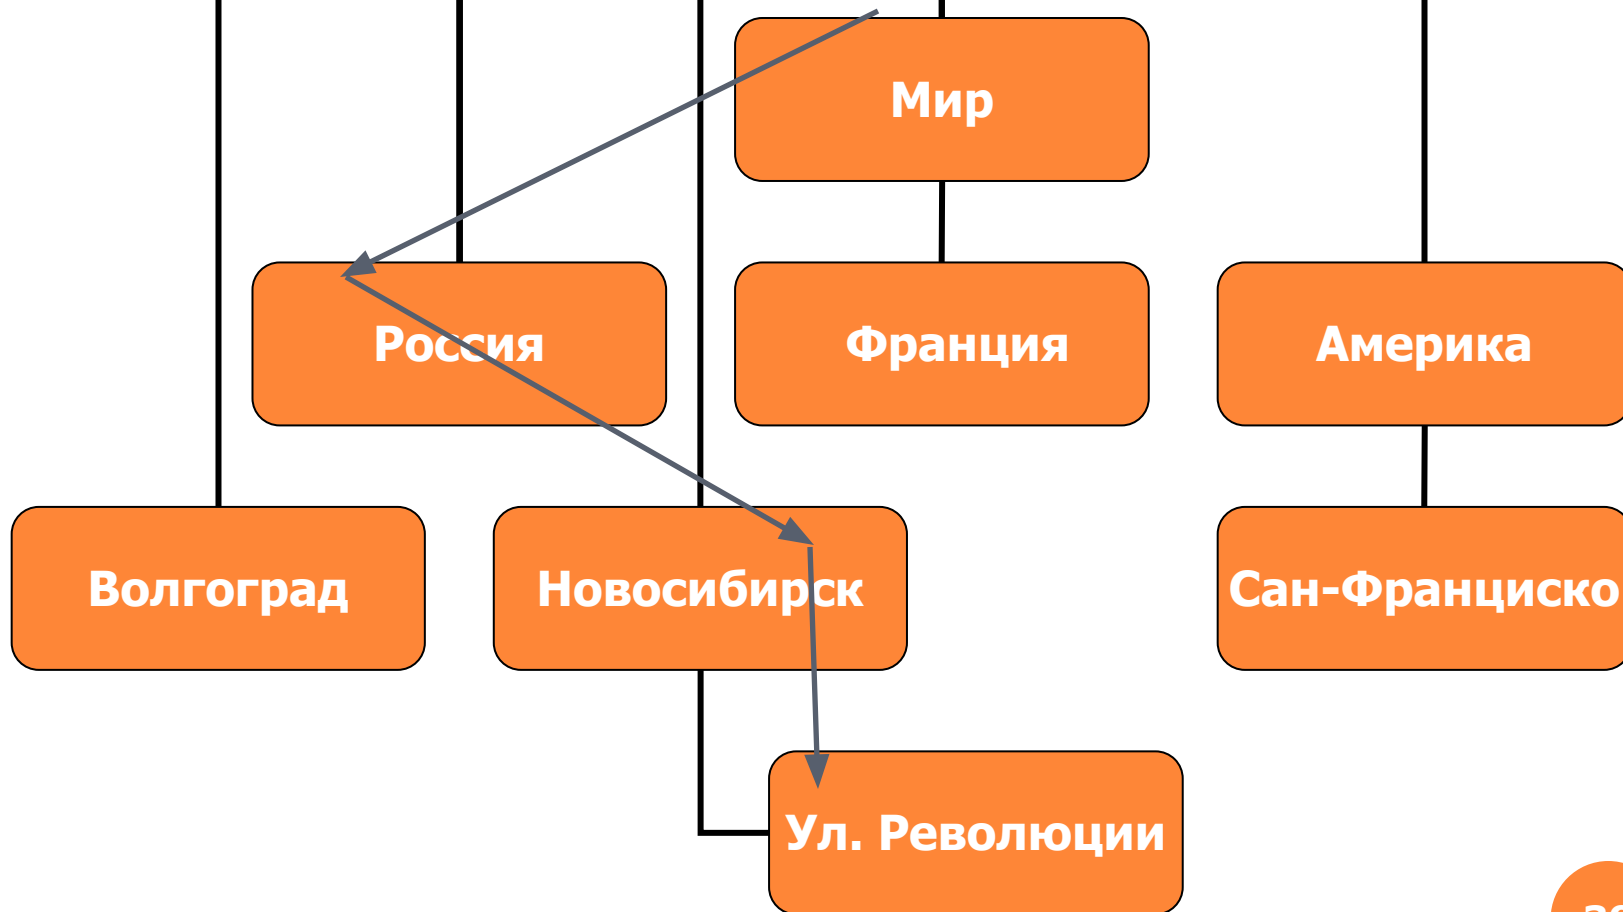 Мир
Россия
Франция
Америка
Волгоград
Новосибирск
Сан-Франциско
Ул. Революции